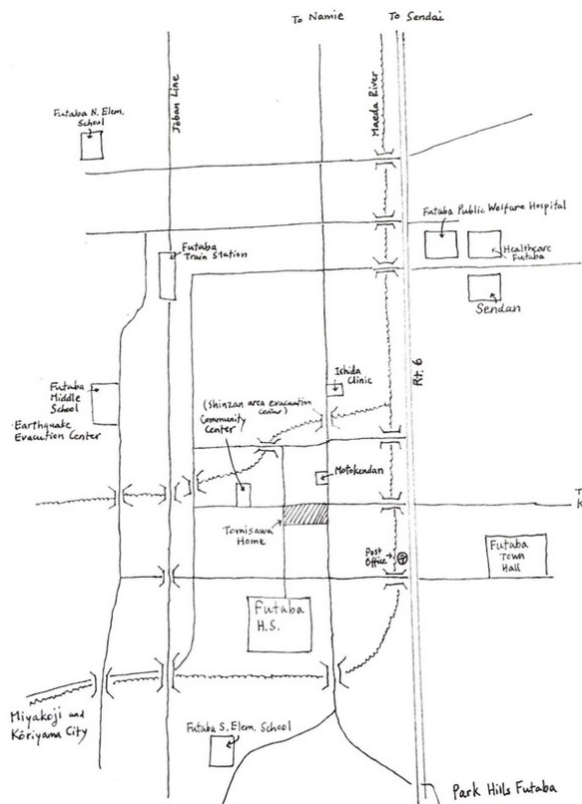 To Namie
To Sendai
Joban Line
Maeda River
Futaba N. Elem.
School
Futaba Public Welfare Hospital
Healthcare
Futaba
Sendan
Futaba
Train Station
Rt. 6
Ishida
Clinic
Futaba
Middle
School
Earthquake
Evacution Center
(Shinzan area evacuation
center)
Community
Center
Motokendan
Tomisawa
Home
Post
Office
Futaba
Town
Hall
Futaba
H.S.
Miyakoji and
Kōriyama City
Futaba S. Elem. School
Park Hills Futaba